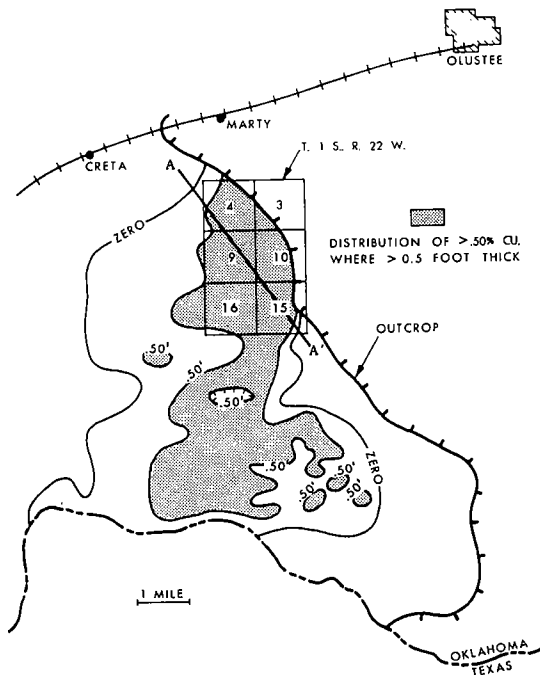 OLUSTEE
MARTY
CRETA
T. 1 S.. R. 22 W.
A
ZERO
4
3
DISTRIBUTION OF >.50% CU.
WHERE > 0.5 FOOT THICK
9
10
16
15
OUTCROP
A'
.50'
.50'
.50'
ZERO
.50'
.50'
.50'
.50'
1 MILE
OKLAHOMA
TEXAS